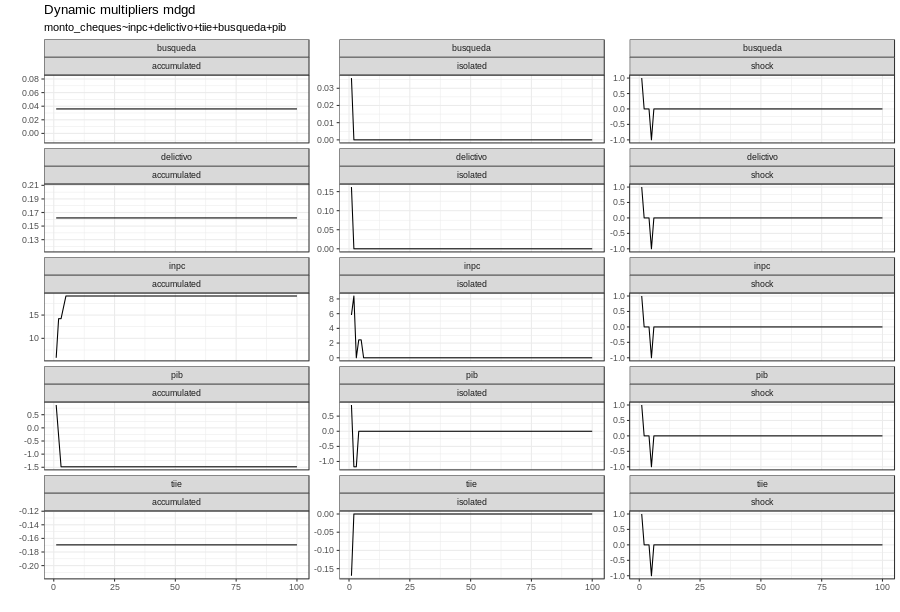 Dynamic multipliers mdgd
monto_cheques~inpc+delictivo+tiie+busqueda+pib
busqueda busqueda busqueda
accumulated isolated shock
0.08 0.03 1.0
0.06 0.02 0.5
0.04 0.01 0.0
0.02 0.00 -0.5
0.00 -1.0
delictivo delictivo delictivo
accumulated isolated shock
0.21 0.15 1.0
0.19 0.10 0.5
0.17 0.05 0.0
0.15 0.00 -0.5
0.13 -1.0
inpc inpc inpc
accumulated isolated shock
15 8 1.0
10 6 0.5
4 0.0
2 -0.5
0 -1.0
pib pib pib
accumulated isolated shock
0.5 0.5 1.0
0.0 0.0 0.5
-0.5 -0.5 0.0
-1.0 -1.0 -0.5
-1.5 -1.0
tiie tiie tiie
accumulated isolated shock
-0.12 0.00 1.0
-0.14 -0.05 0.5
-0.16 -0.10 0.0
-0.18 -0.15 -0.5
-0.20 -1.0
0 25 50 75 100 0 25 50 75 100 0 25 50 75 100